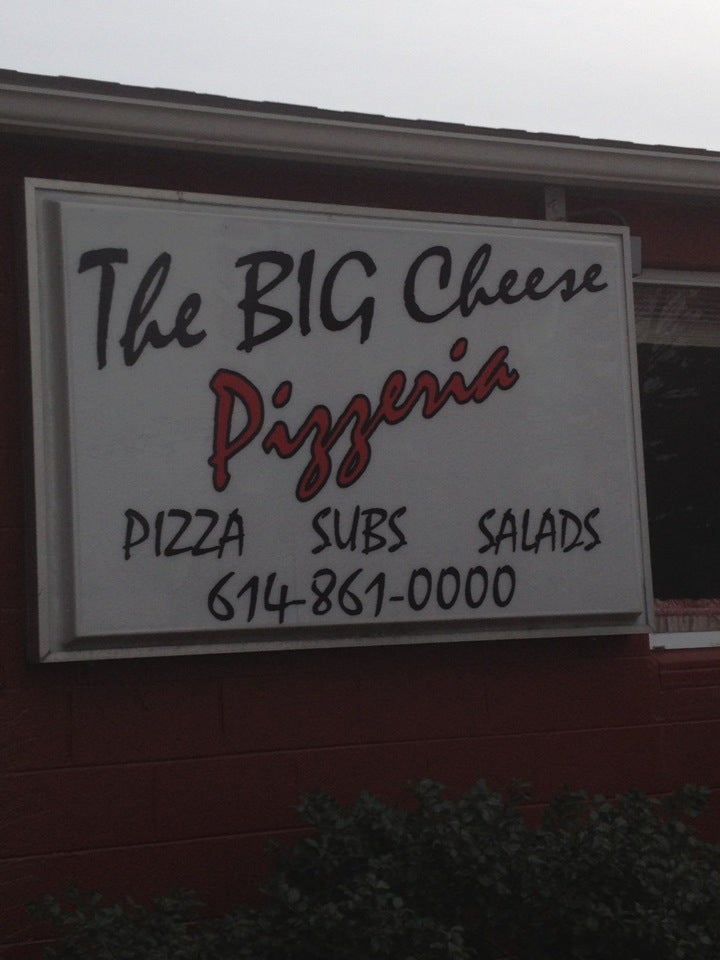 The BIG Cheese
Pizzeria
PIZZA SUBS SALADS
614-861-0000